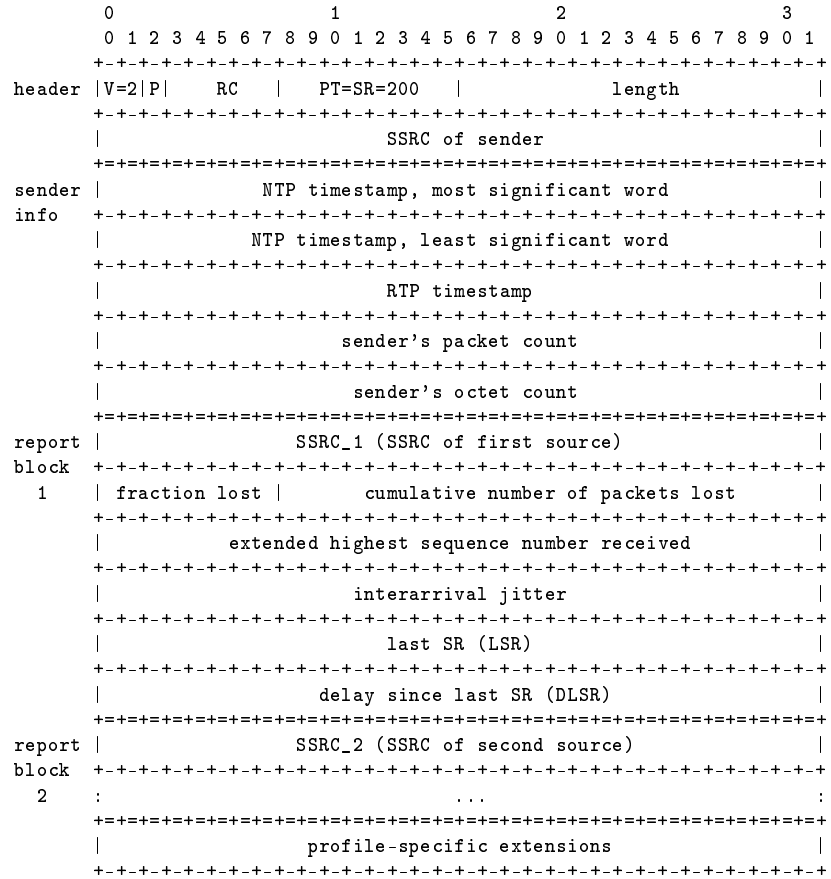 0                   1                   2                   3
        0 1 2 3 4 5 6 7 8 9 0 1 2 3 4 5 6 7 8 9 0 1 2 3 4 5 6 7 8 9 0 1
       +-+-+-+-+-+-+-+-+-+-+-+-+-+-+-+-+-+-+-+-+-+-+-+-+-+-+-+-+-+-+-+-+
header |V=2|P|    RC   |   PT=SR=200   |             length            |
       +-+-+-+-+-+-+-+-+-+-+-+-+-+-+-+-+-+-+-+-+-+-+-+-+-+-+-+-+-+-+-+-+
       |                         SSRC of sender                        |
       +=+=+=+=+=+=+=+=+=+=+=+=+=+=+=+=+=+=+=+=+=+=+=+=+=+=+=+=+=+=+=+=+
sender |              NTP timestamp, most significant word             |
info   +-+-+-+-+-+-+-+-+-+-+-+-+-+-+-+-+-+-+-+-+-+-+-+-+-+-+-+-+-+-+-+-+
       |             NTP timestamp, least significant word             |
       +-+-+-+-+-+-+-+-+-+-+-+-+-+-+-+-+-+-+-+-+-+-+-+-+-+-+-+-+-+-+-+-+
       |                         RTP timestamp                         |
       +-+-+-+-+-+-+-+-+-+-+-+-+-+-+-+-+-+-+-+-+-+-+-+-+-+-+-+-+-+-+-+-+
       |                     sender's packet count                     |
       +-+-+-+-+-+-+-+-+-+-+-+-+-+-+-+-+-+-+-+-+-+-+-+-+-+-+-+-+-+-+-+-+
       |                      sender's octet count                     |
       +=+=+=+=+=+=+=+=+=+=+=+=+=+=+=+=+=+=+=+=+=+=+=+=+=+=+=+=+=+=+=+=+
report |                 SSRC_1 (SSRC of first source)                 |
block  +-+-+-+-+-+-+-+-+-+-+-+-+-+-+-+-+-+-+-+-+-+-+-+-+-+-+-+-+-+-+-+-+
  1    | fraction lost |       cumulative number of packets lost       |
       +-+-+-+-+-+-+-+-+-+-+-+-+-+-+-+-+-+-+-+-+-+-+-+-+-+-+-+-+-+-+-+-+
       |           extended highest sequence number received           |
       +-+-+-+-+-+-+-+-+-+-+-+-+-+-+-+-+-+-+-+-+-+-+-+-+-+-+-+-+-+-+-+-+
       |                      interarrival jitter                      |
       +-+-+-+-+-+-+-+-+-+-+-+-+-+-+-+-+-+-+-+-+-+-+-+-+-+-+-+-+-+-+-+-+
       |                         last SR (LSR)                         |
       +-+-+-+-+-+-+-+-+-+-+-+-+-+-+-+-+-+-+-+-+-+-+-+-+-+-+-+-+-+-+-+-+
       |                   delay since last SR (DLSR)                  |
       +=+=+=+=+=+=+=+=+=+=+=+=+=+=+=+=+=+=+=+=+=+=+=+=+=+=+=+=+=+=+=+=+
report |                 SSRC_2 (SSRC of second source)                |
block  +-+-+-+-+-+-+-+-+-+-+-+-+-+-+-+-+-+-+-+-+-+-+-+-+-+-+-+-+-+-+-+-+
  2    :                               ...                             :
       +=+=+=+=+=+=+=+=+=+=+=+=+=+=+=+=+=+=+=+=+=+=+=+=+=+=+=+=+=+=+=+=+
       |                  profile-specific extensions                  |
       +-+-+-+-+-+-+-+-+-+-+-+-+-+-+-+-+-+-+-+-+-+-+-+-+-+-+-+-+-+-+-+-+